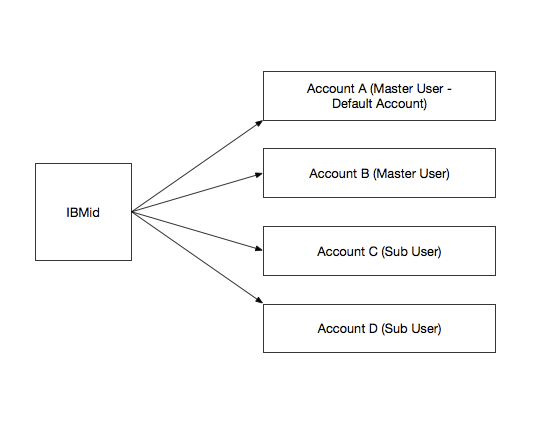 Account A (Master User -
Default Account)
Account B (Master User)
IBMid
Account C (Sub User)
Account D (Sub User)